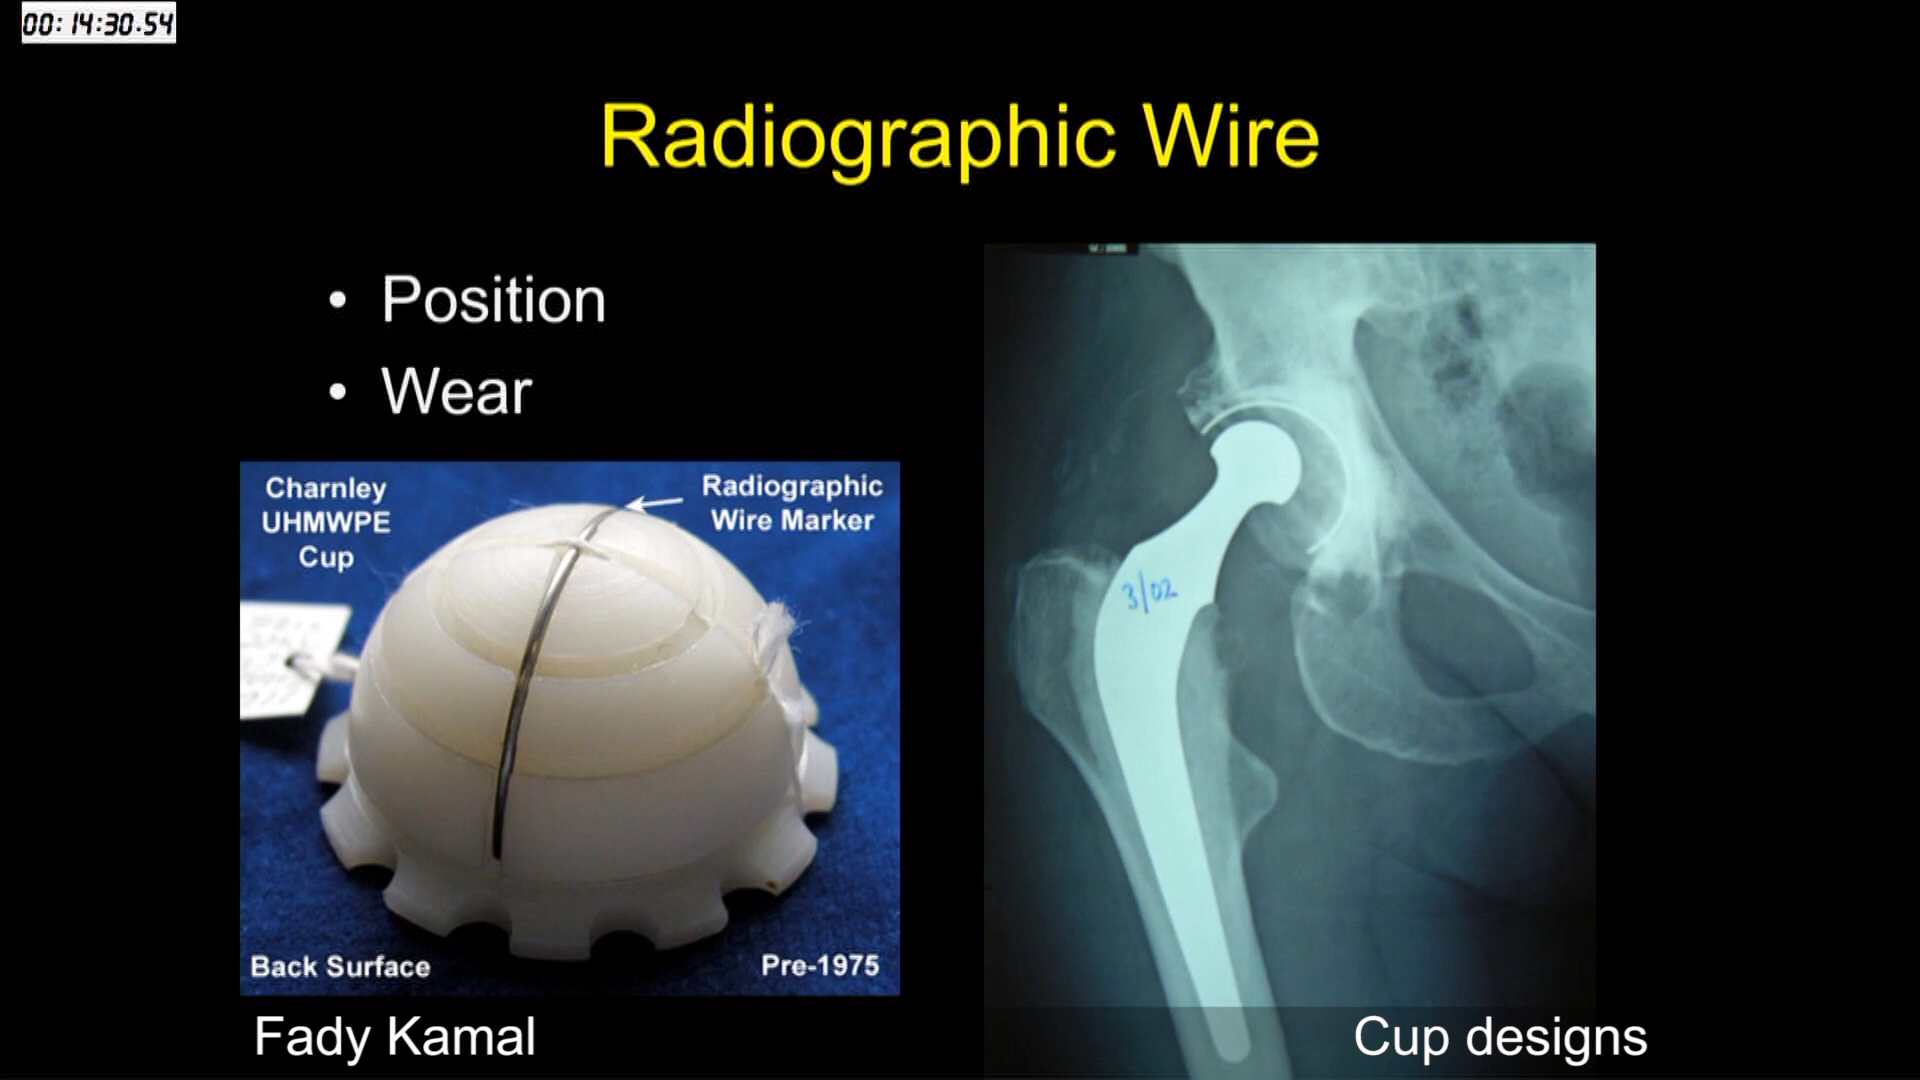 00:14:30.54
Radiographic Wire
• Position
• Wear
Charnley
UHMWPE
Cup
Radiographic
Wire Marker
Back Surface
Pre-1975
3/02
Fady Kamal
Cup designs